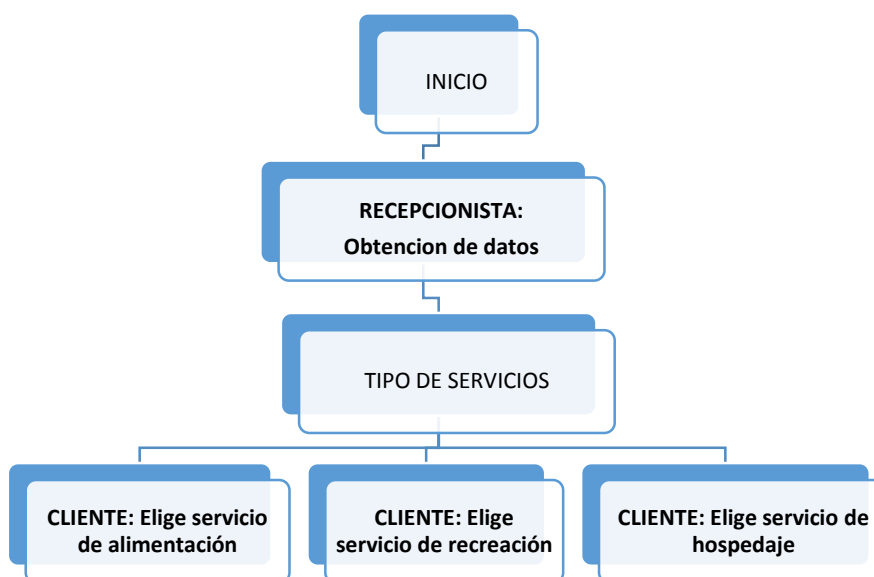 INICIO
RECEPCIONISTA:
Obtencion de datos
TIPO DE SERVICIOS
CLIENTE: Elige servicio
de alimentación
CLIENTE: Elige
servicio de recreación
CLIENTE: Elige servicio de
hospedaje